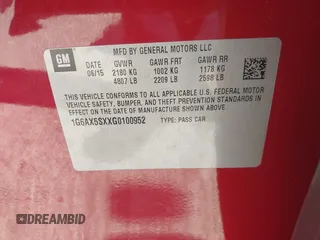 GM
MFD BY GENERAL MOTORS LLC
DATE GVWR GAWR FRT GAWR RR
06/15 2180 KG 1002 KG 1178 KG
4807 LB 2209 LB 2598 LB
THIS VEHICLE CONFORMS TO ALL APPLICABLE U.S. FEDERAL MOTOR
VEHICLE SAFETY, BUMPER, AND THEFT PREVENTION STANDARDS IN
EFFECT ON THE DATE OF MANUFACTURE SHOWN ABOVE.
1G6AX5SXXG0100952 TYPE: PASS CAR
DREAMBID